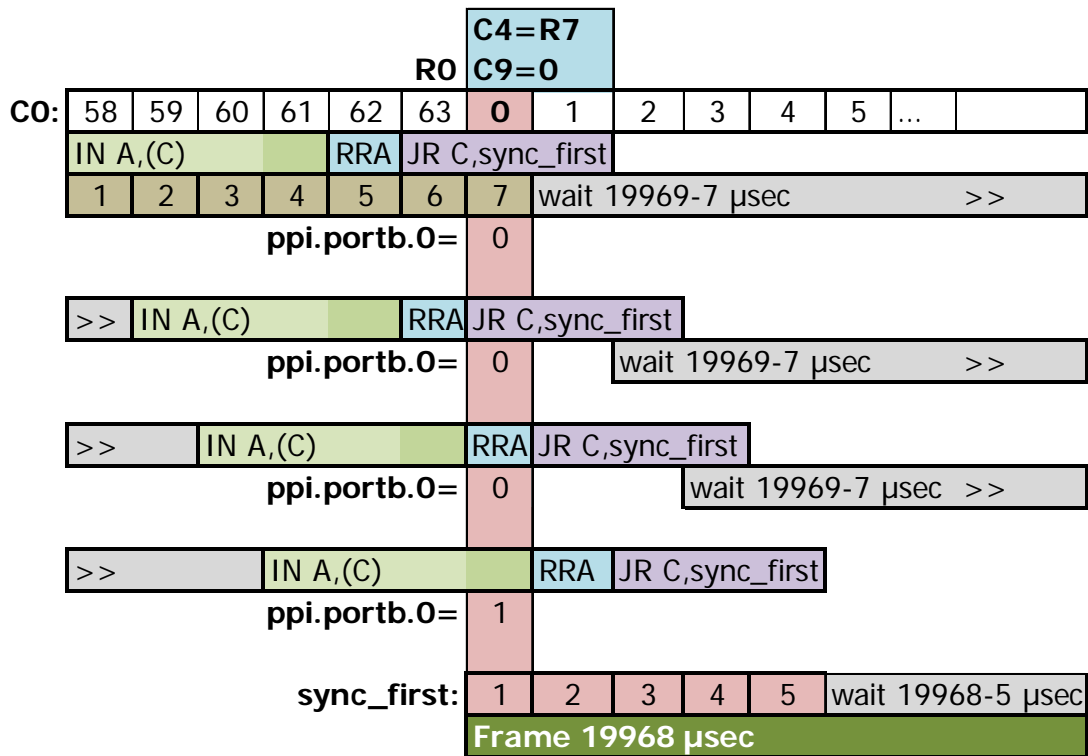 C4=R7
R0 C9=0
C0: 58 59 60 61 62 63 0 1 2 3 4 5 ...
IN A,(C) RRA JR C,sync_first
1 2 3 4 5 6 7 wait 19969-7 µsec >>
ppi.portb.0= 0
>> IN A,(C) RRA JR C,sync_first
ppi.portb.0= 0 wait 19969-7 µsec >>
>> IN A,(C) RRA JR C,sync_first
ppi.portb.0= 0 wait 19969-7 µsec >>
>> IN A,(C) RRA JR C,sync_first
ppi.portb.0= 1
sync_first: 1 2 3 4 5 wait 19968-5 µsec
Frame 19968 µsec